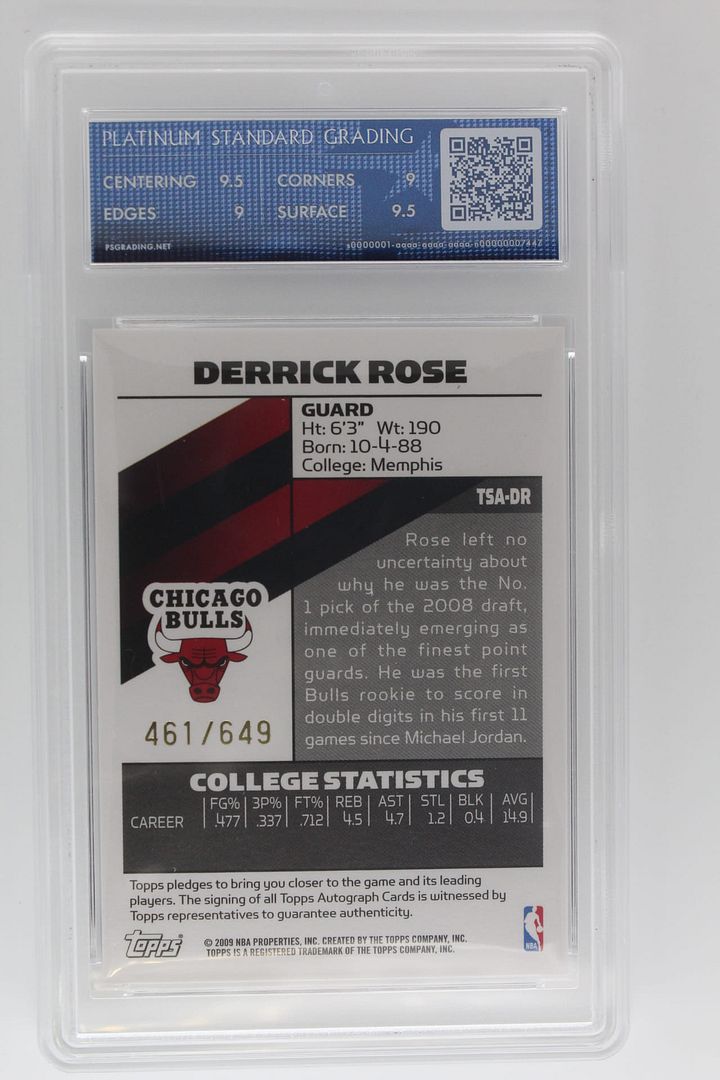 PLATINUM STANDARD GRADING
CENTERING 9.5 CORNERS 9
EDGES 9 SURFACE 9.5
PSGRADING.NET
DERRICK ROSE
GUARD
Ht: 6'3" Wt: 190
Born: 10-4-88
College: Memphis
TSA-DR
Rose left no
uncertainty about
why he was the No.
1 pick of the 2008 draft,
immediately emerging as
one of the finest point
guards. He was the first
Bulls rookie to score in
double digits in his first 11
games since Michael Jordan.
CHICAGO
BULLS
461/649
COLLEGE STATISTICS
FG% 3P% FT% REB AST STL BLK AVG
CAREER .477 .337 .712 4.5 4.7 1.2 0.4 14.9
Topps pledges to bring you closer to the game and its leading
players. The signing of all Topps Autograph Cards is witnessed by
Topps representatives to guarantee authenticity.
Topps
© 2009 NBA PROPERTIES, INC. CREATED BY THE TOPPS COMPANY, INC.
TOPPS IS A REGISTERED TRADEMARK OF THE TOPPS COMPANY, INC.
NBA